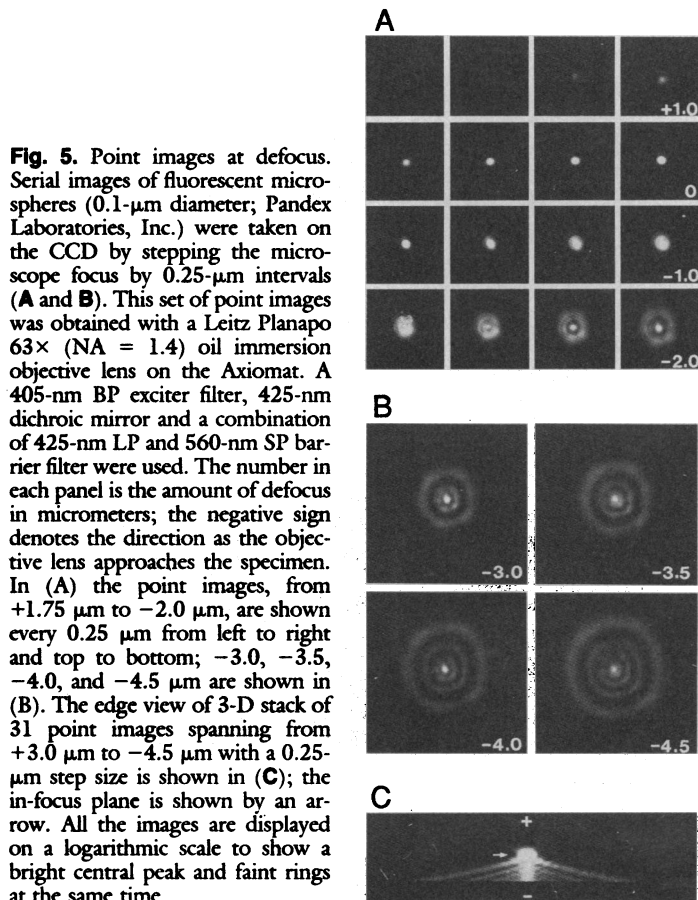 Fig. 5. Point images at defocus.
Serial images of fluorescent micro-
spheres (0.1-μm diameter; Pandex
Laboratories, Inc.) were taken on
the CCD by stepping the micro-
scope focus by 0.25-μm intervals
(A and B). This set of point images
was obtained with a Leitz Planapo
63× (NA = 1.4) oil immersion
objective lens on the Axiomat. A
405-nm BP exciter filter, 425-nm
dichroic mirror and a combination
of 425-nm LP and 560-nm SP bar-
rier filter were used. The number in
each panel is the amount of defocus
in micrometers; the negative sign
denotes the direction as the objec-
tive lens approaches the specimen.
In (A) the point images, from
+1.75 μm to −2.0 μm, are shown
every 0.25 μm from left to right
and top to bottom; −3.0, −3.5,
−4.0, and −4.5 μm are shown in
(B). The edge view of 3-D stack of
31 point images spanning from
+3.0 μm to −4.5 μm with a 0.25-
μm step size is shown in (C); the
in-focus plane is shown by an ar-
row. All the images are displayed
on a logarithmic scale to show a
bright central peak and faint rings
at the same time.
A
+1.0
0
−1.0
−2.0
B
−3.0
−3.5
−4.0
−4.5
C
+
−